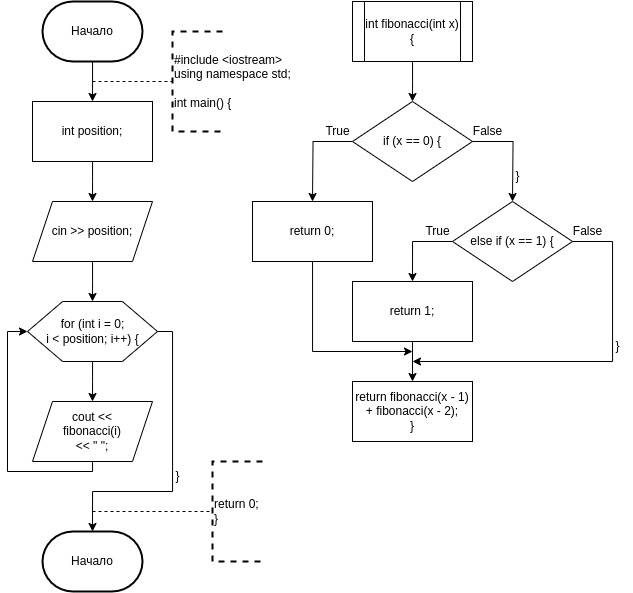 Начало
#include <iostream>
using namespace std;
int main() {
int position;
cin >> position;
for (int i = 0;
i < position; i++) {
cout <<
fibonacci(i)
<< " ";
}
return 0;
}
Начало
int fibonacci(int x)
{
if (x == 0) {
True
False
return 0;
}
else if (x == 1) {
True
False
return 1;
}
return fibonacci(x - 1)
+ fibonacci(x - 2);
}